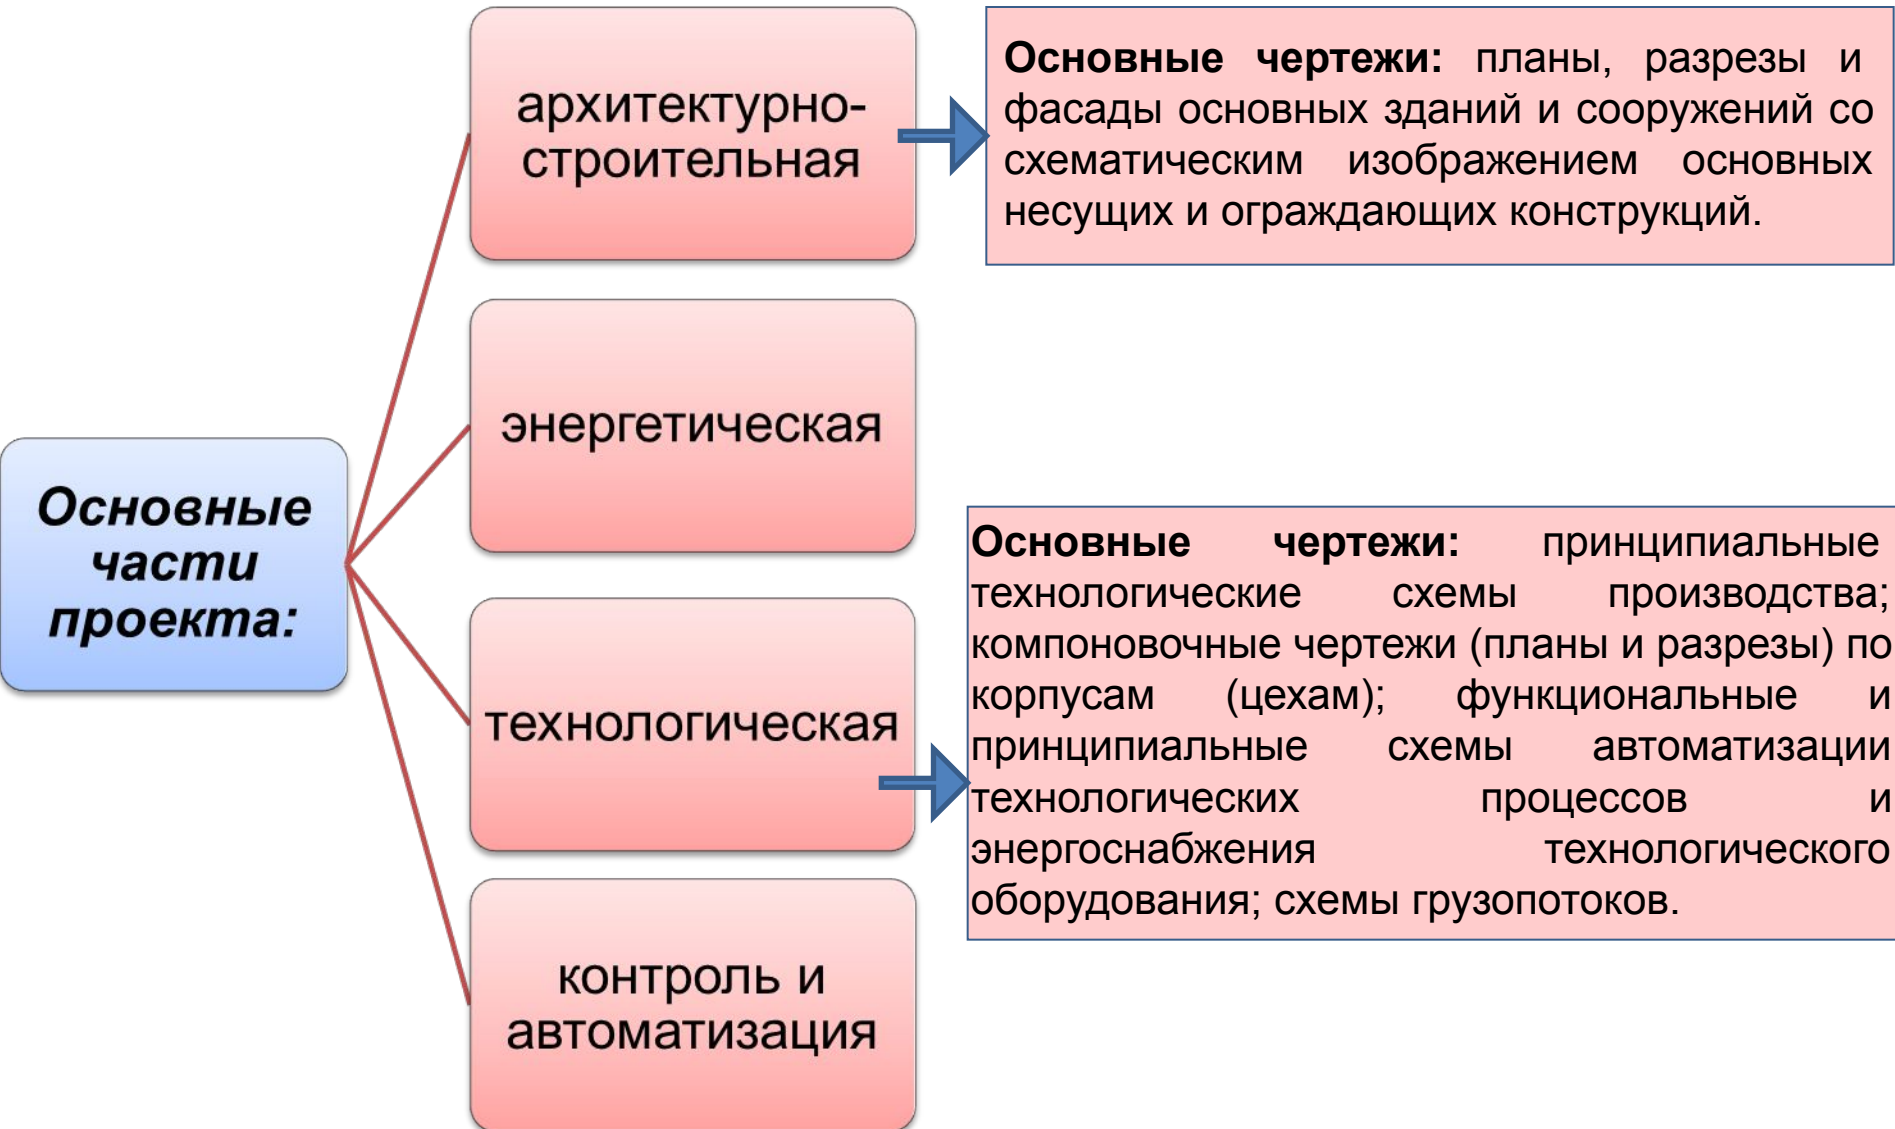 Основные
части
проекта:
архитектурно-
строительная
Основные чертежи: планы, разрезы и
фасады основных зданий и сооружений со
схематическим изображением основных
несущих и ограждающих конструкций.
энергетическая
технологическая
Основные чертежи: принципиальные
технологические схемы производства;
компоновочные чертежи (планы и разрезы) по
корпусам (цехам); функциональные и
принципиальные схемы автоматизации
технологических процессов и
энергоснабжения технологического
оборудования; схемы грузопотоков.
контроль и
автоматизация